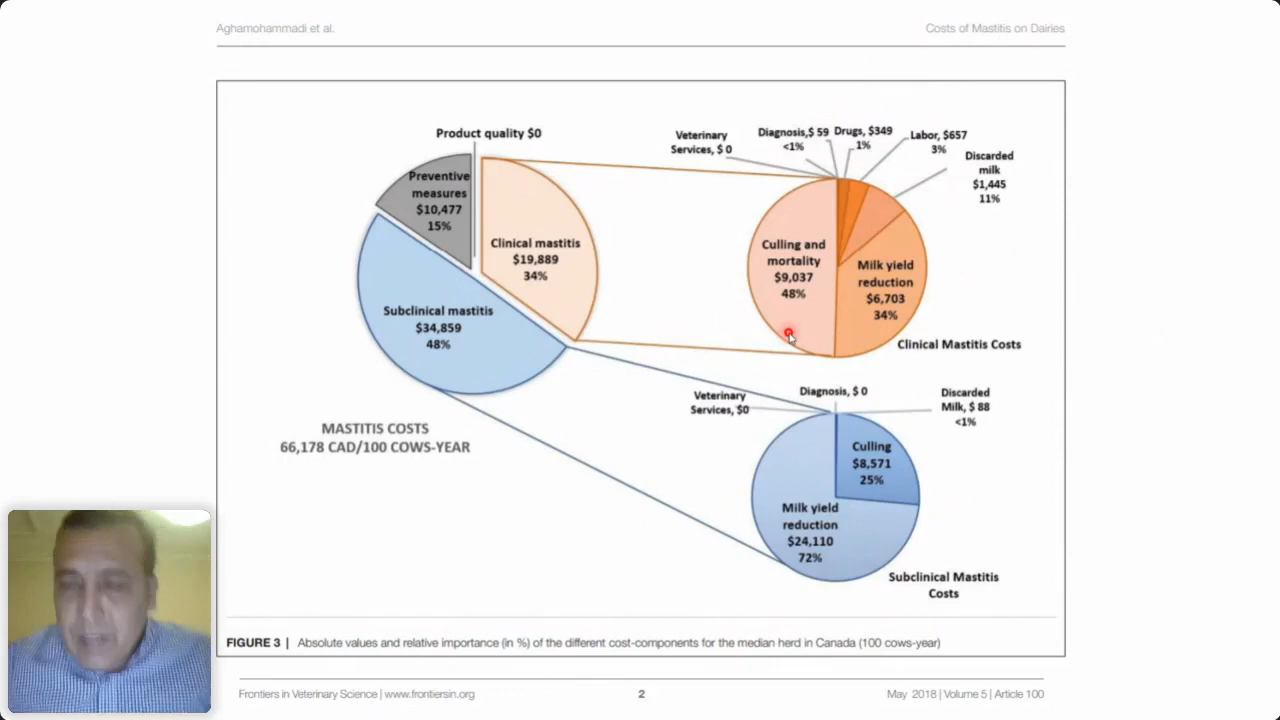 Aghamohammadi et al.
Costs of Mastitis on Dairies
Product quality $0
Preventive
measures
$10,477
15%
Clinical mastitis
$19,889
34%
Subclinical mastitis
$34,859
48%
MASTITIS COSTS
66,178 CAD/100 COWS-YEAR
Veterinary
Services, $ 0
Diagnosis,$ 59
<1%
Drugs, $349
1%
Labor, $657
3%
Discarded
milk
$1,445
11%
Culling and
mortality
$9,037
48%
Milk yield
reduction
$6,703
34%
Clinical Mastitis Costs
Veterinary
Services, $0
Diagnosis, $ 0
Discarded
Milk, $ 88
<1%
Culling
$8,571
25%
Milk yield
reduction
$24,110
72%
Subclinical Mastitis
Costs
FIGURE 3 | Absolute values and relative importance (in %) of the different cost-components for the median herd in Canada (100 cows-year)
Frontiers in Veterinary Science | www.frontiersin.org
2
May 2018 | Volume 5 | Article 100